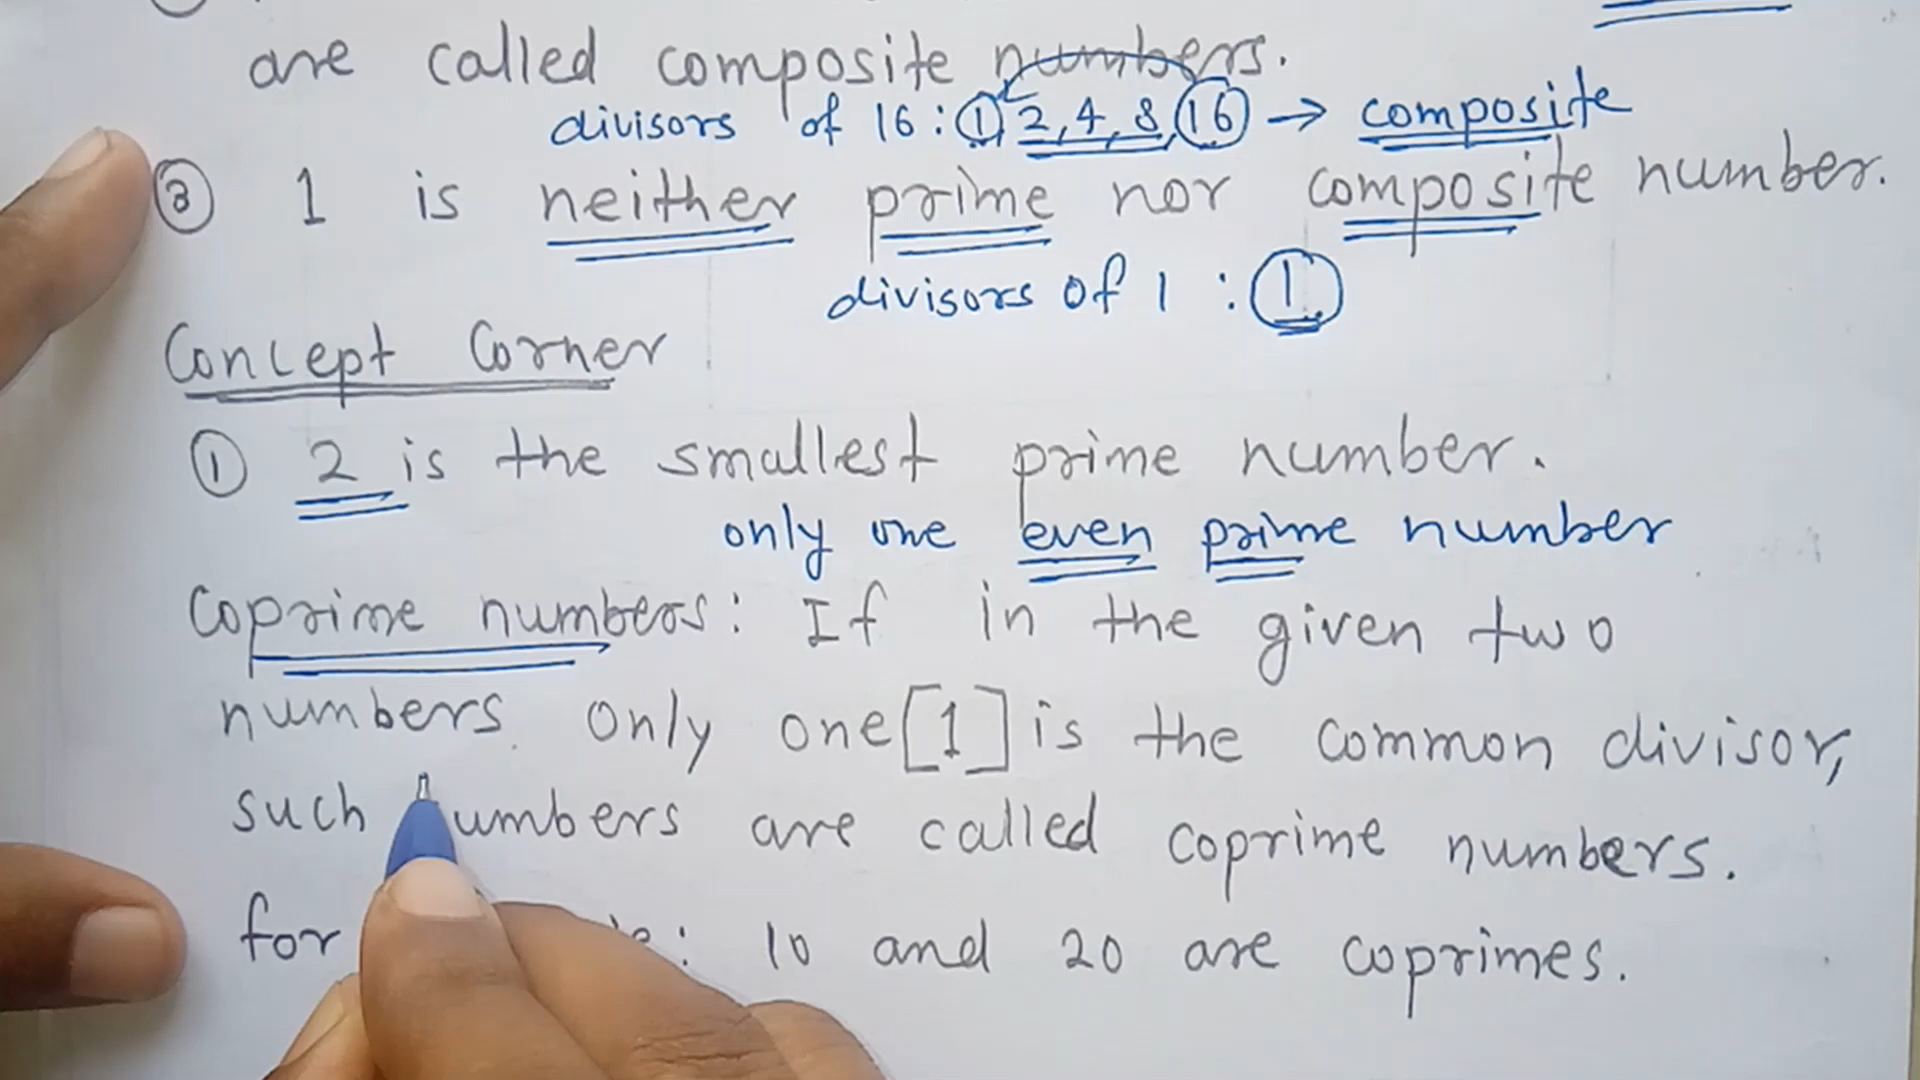 are called composite numbers.
divisors of 16 : 1, 2, 4, 8, 16 → composite
③ 1 is neither prime nor composite number.
divisors of 1 : 1
Concept Corner
① 2 is the smallest prime number.
only one even prime number
Coprime numbers: If in the given two
numbers only one [1] is the common divisor,
such numbers are called coprime numbers.
for : 10 and 20 are coprimes.